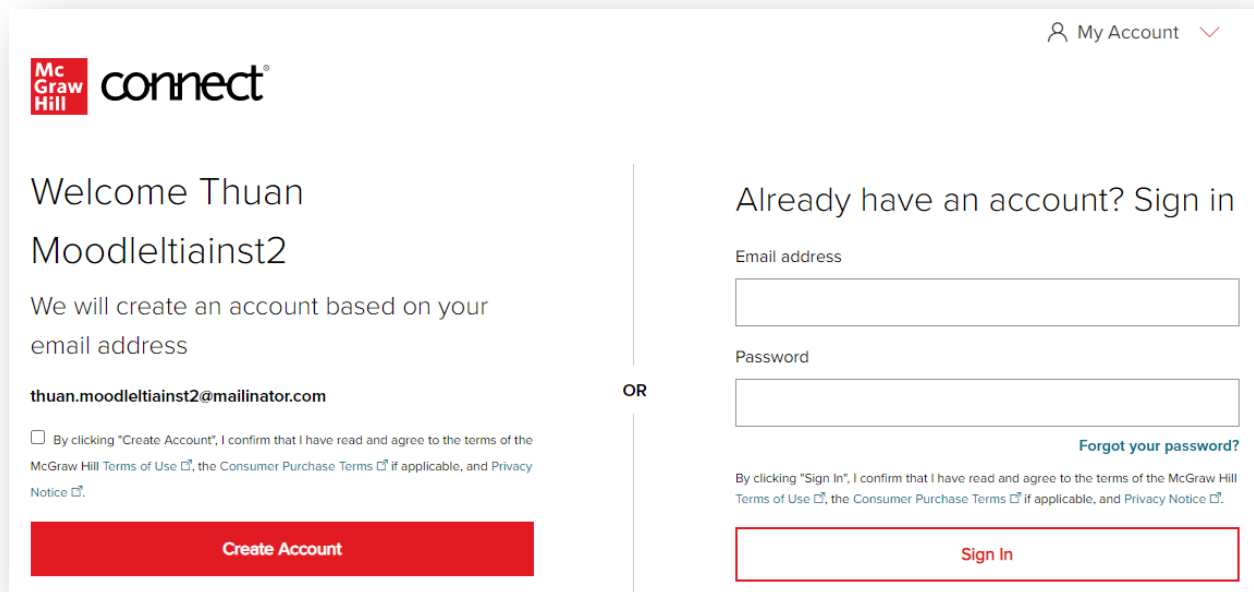 My Account
Mc
Graw
Hill
connect®
Welcome Thuan
Moodleltiainst2
We will create an account based on your
email address
thuan.moodleltiainst2@mailinator.com
By clicking "Create Account", I confirm that I have read and agree to the terms of the
McGraw Hill Terms of Use, the Consumer Purchase Terms if applicable, and Privacy
Notice.
Create Account
OR
Already have an account? Sign in
Email address
Password
Forgot your password?
By clicking "Sign In", I confirm that I have read and agree to the terms of the McGraw Hill
Terms of Use, the Consumer Purchase Terms if applicable, and Privacy Notice.
Sign In